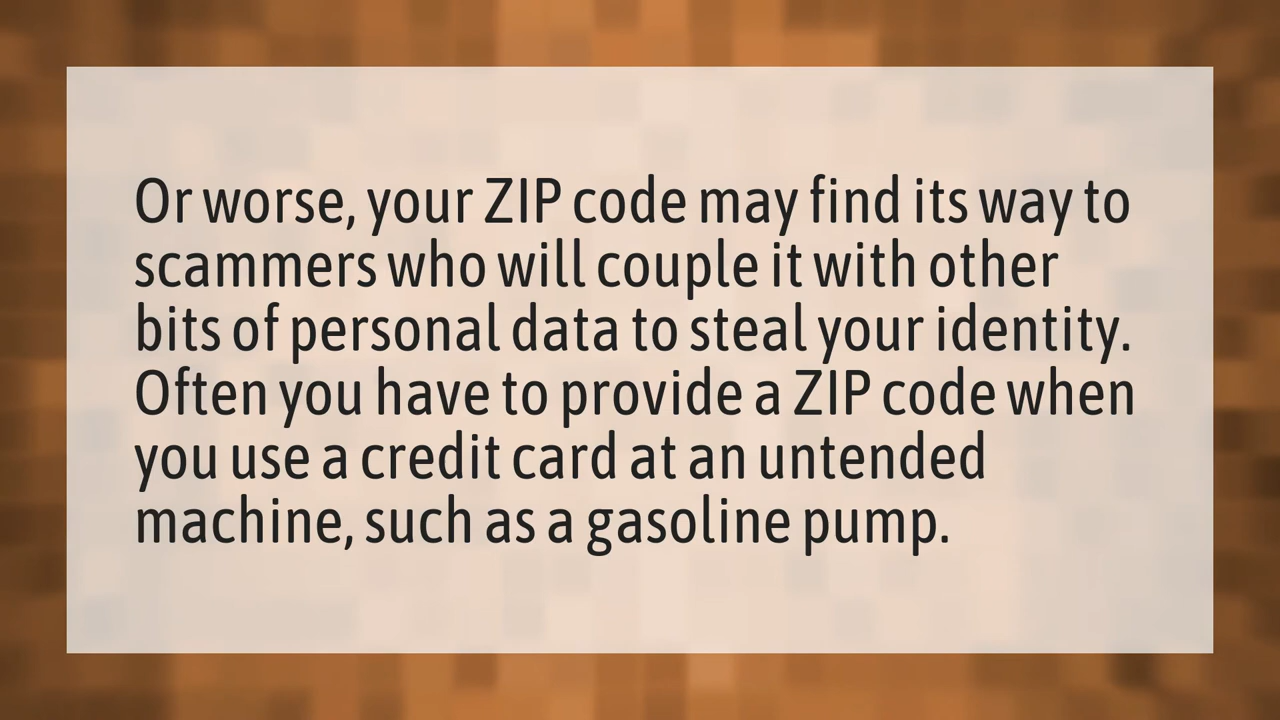 Or worse, your ZIP code may find its way to
scammers who will couple it with other
bits of personal data to steal your identity.
Often you have to provide a ZIP code when
you use a credit card at an untended
machine, such as a gasoline pump.